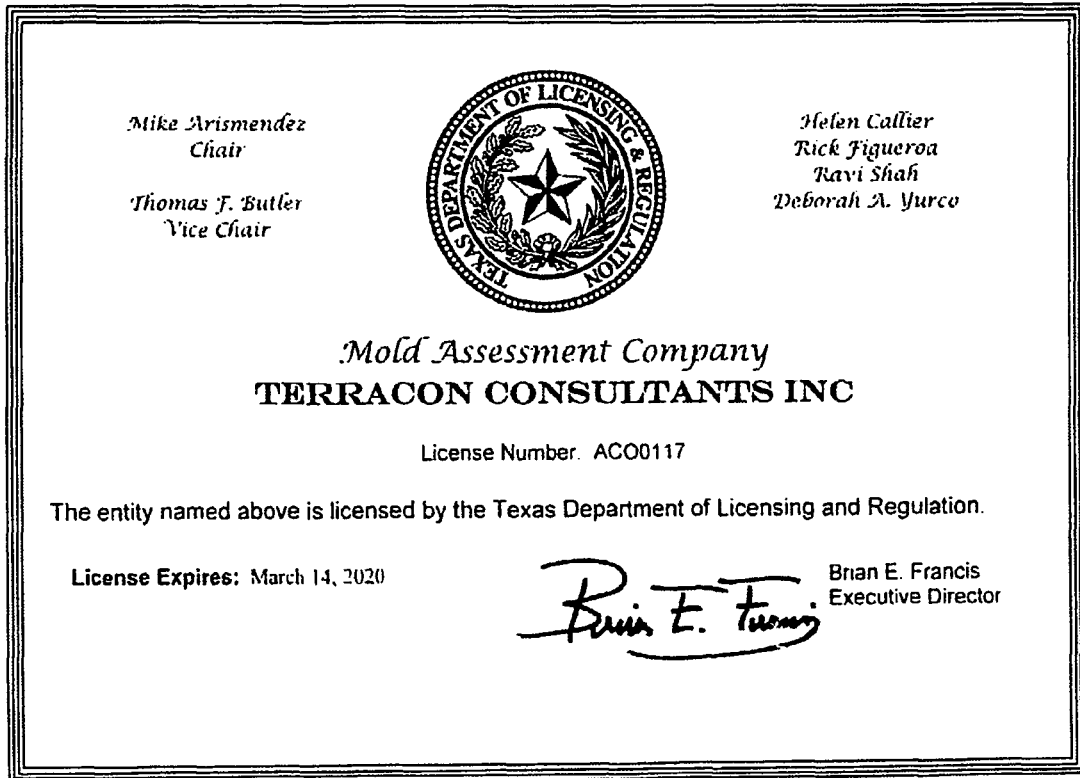 Mike Arismendez
Chair
Thomas F. Butler
Vice Chair
TEXAS DEPARTMENT OF LICENSING & REGULATION
Helen Callier
Rick Figueroa
Ravi Shah
Deborah A. Yurco
Mold Assessment Company
TERRACON CONSULTANTS INC
License Number. ACO0117
The entity named above is licensed by the Texas Department of Licensing and Regulation.
License Expires: March 14, 2020
Brian E. Francis
Brian E. Francis
Executive Director